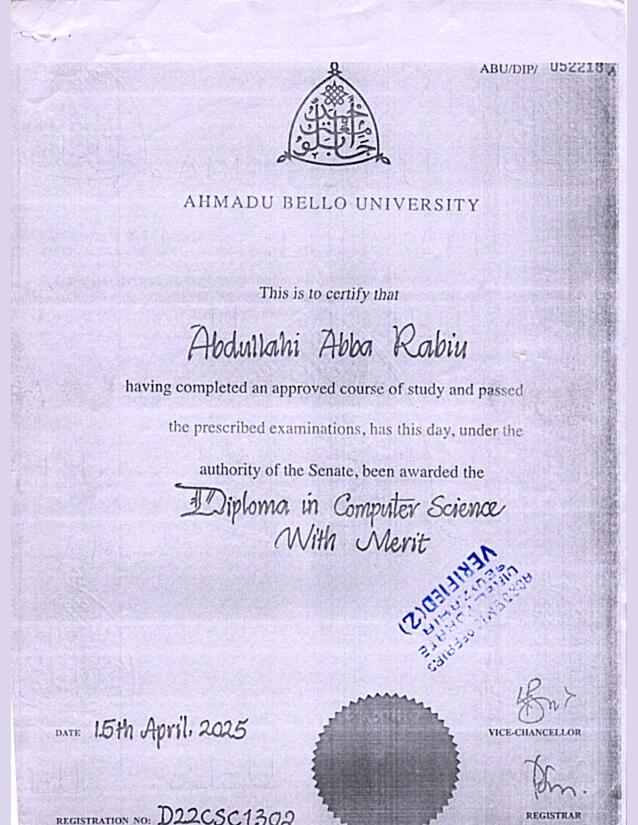 ABU/DIP/ 052218
AHMADU BELLO UNIVERSITY
This is to certify that
Abdullahi Abba Rabiu
having completed an approved course of study and passed
the prescribed examinations, has this day, under the
authority of the Senate, been awarded the
Diploma in Computer Science
With Merit
VERIFIED(2)
DATE 15th April, 2025
VICE-CHANCELLOR
REGISTRATION NO: D22CSC1302
REGISTRAR